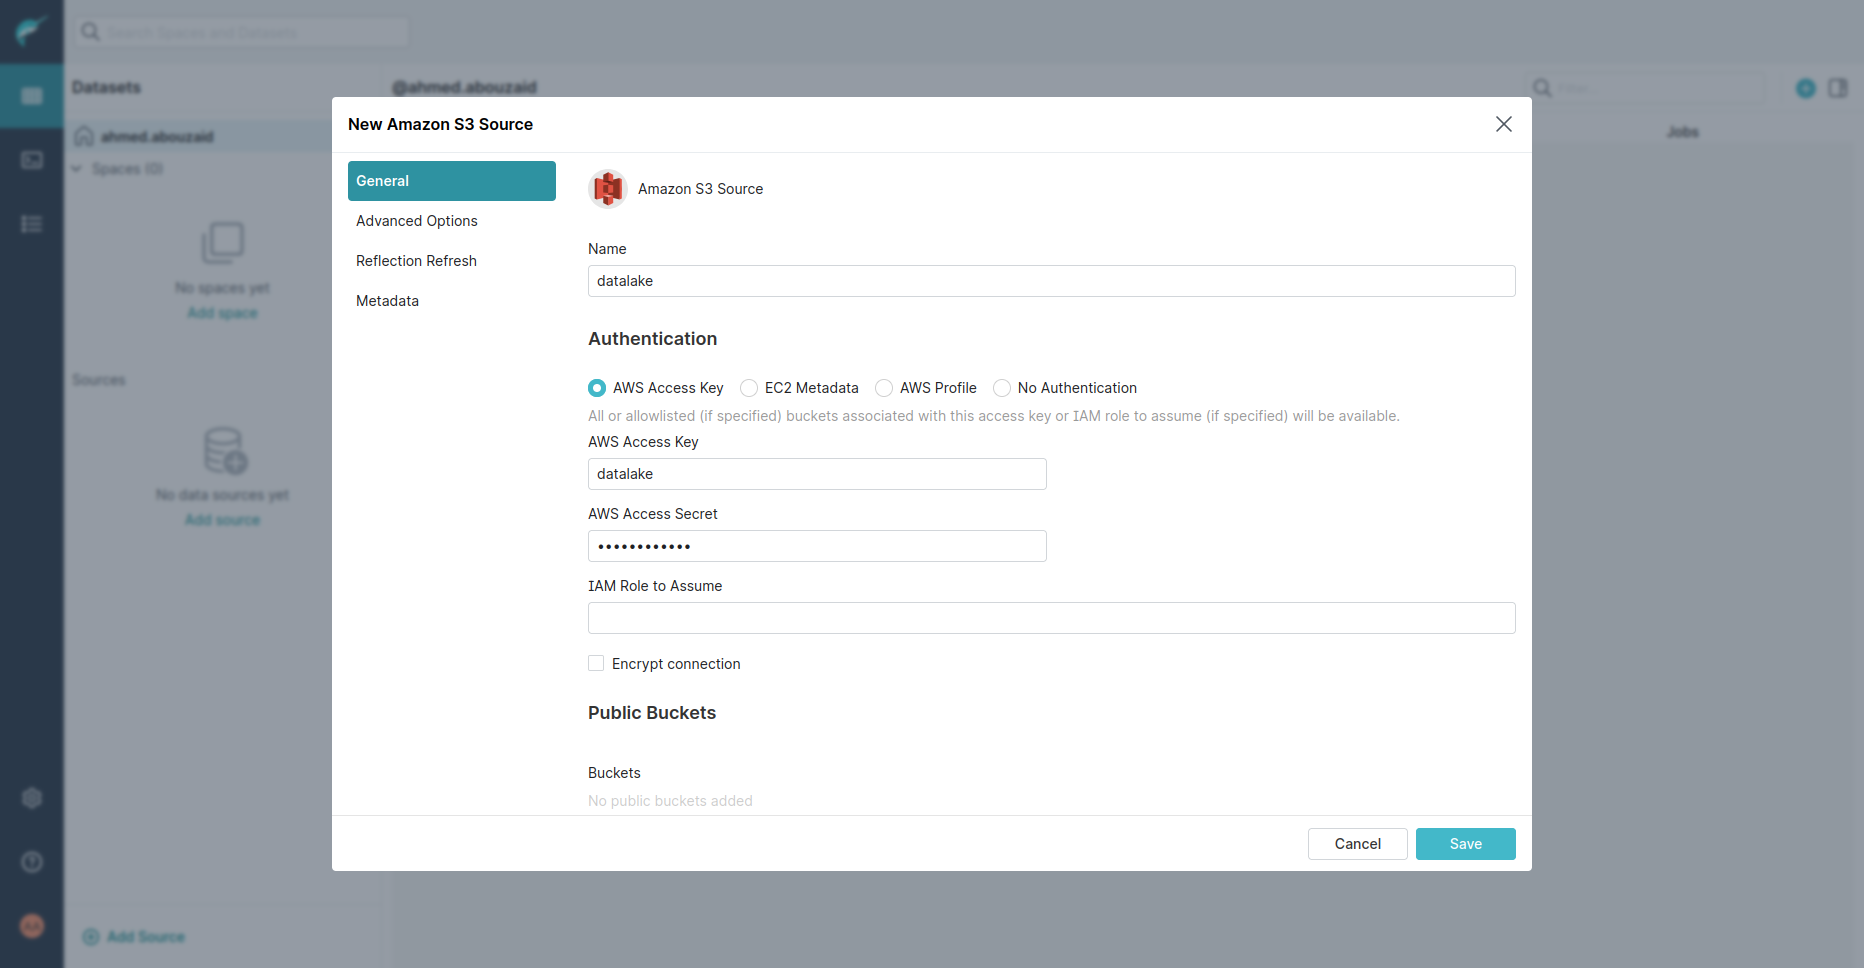 Search Spaces and Datasets
Datasets
@ahmed.abouzaid
Filter...
ahmed.abouzaid
Jobs
Spaces (0)
No spaces yet
Add space
Sources
No data sources yet
Add source
Add Source
AA
New Amazon S3 Source
General
Advanced Options
Reflection Refresh
Metadata
Amazon S3 Source
Name
datalake
Authentication
AWS Access Key EC2 Metadata AWS Profile No Authentication
All or allowlisted (if specified) buckets associated with this access key or IAM role to assume (if specified) will be available.
AWS Access Key
datalake
AWS Access Secret
••••••••••••
IAM Role to Assume
Encrypt connection
Public Buckets
Buckets
No public buckets added
Cancel Save